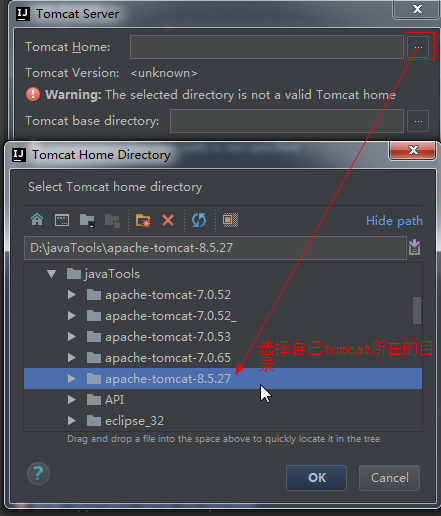 Tomcat Server
Tomcat Home:
...
Tomcat Version: <unknown>
Warning: The selected directory is not a valid Tomcat home
Tomcat base directory:
...
Tomcat Home Directory
Select Tomcat home directory
Hide path
D:\javaTools\apache-tomcat-8.5.27
javaTools
apache-tomcat-7.0.52
apache-tomcat-7.0.52_
apache-tomcat-7.0.53
apache-tomcat-7.0.65
选择自己tomcat所在的目
录
apache-tomcat-8.5.27
API
eclipse_32
Drag and drop a file into the space above to quickly locate it in the tree
?
OK
Cancel